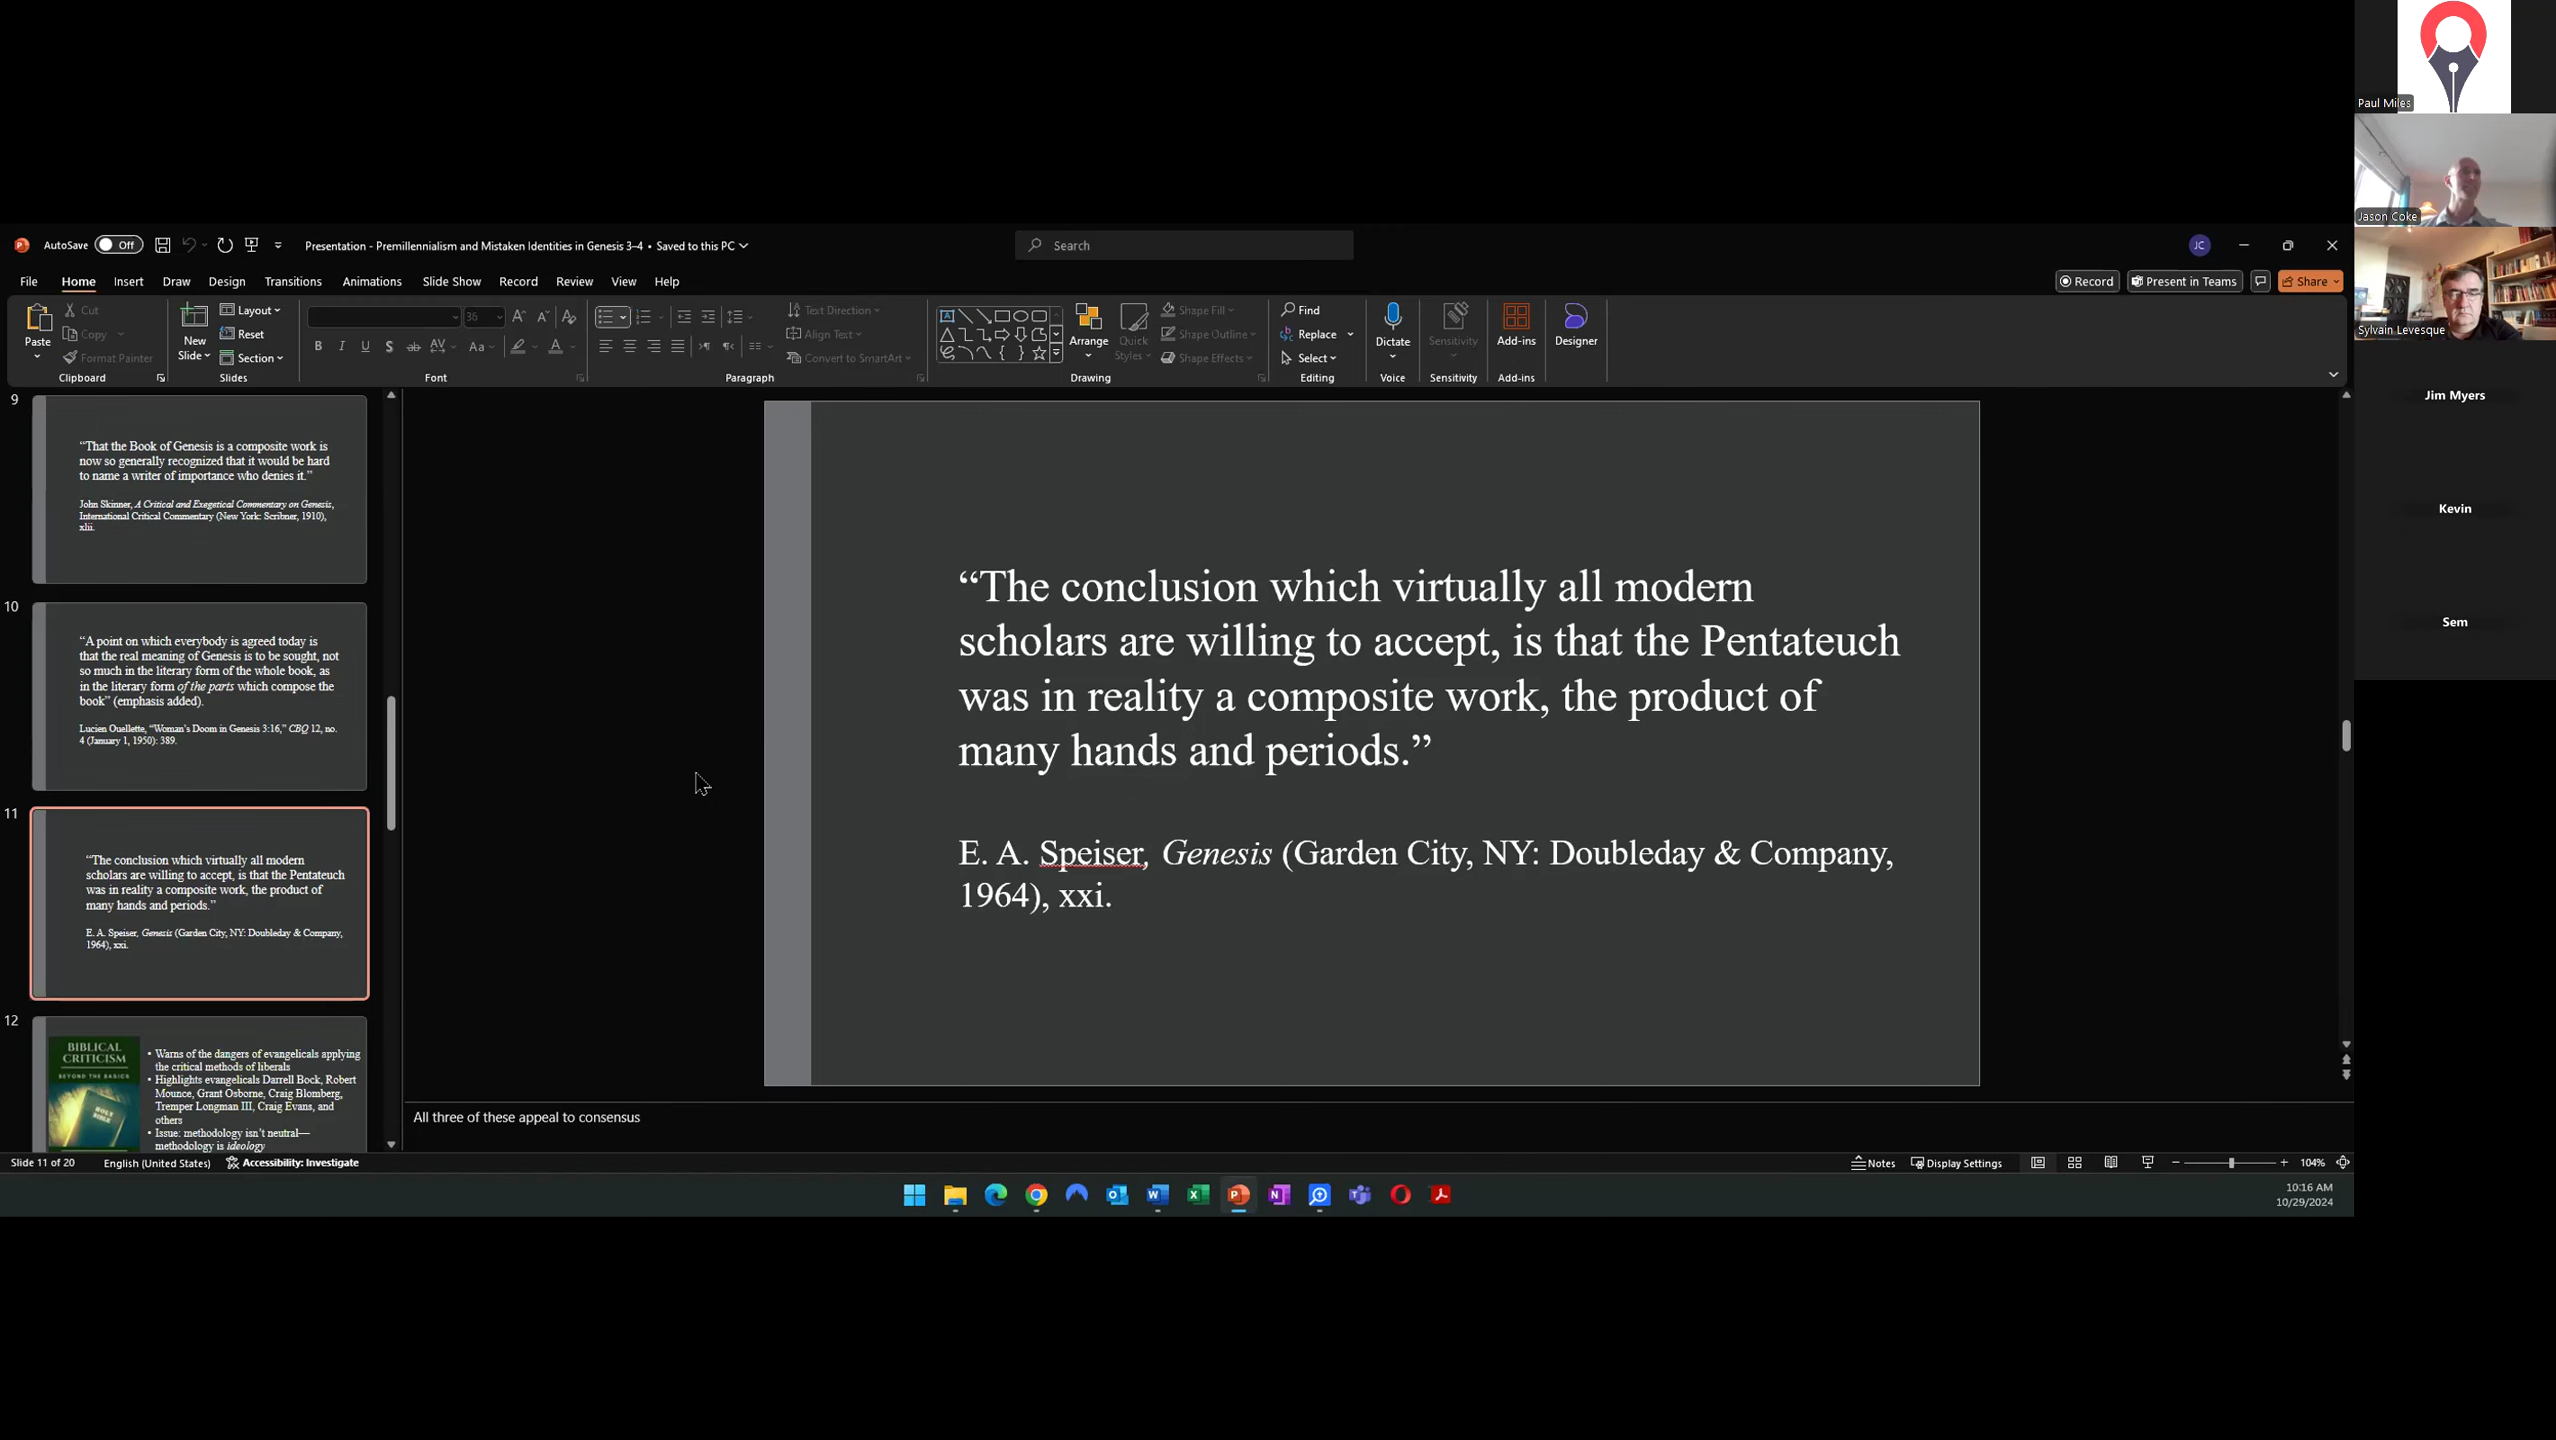 Paul Miles
Jason Coke
Sylvain Levesque
Jim Myers
Kevin
Sem
AutoSave Off
Presentation - Premillennialism and Mistaken Identities in Genesis 3–4 • Saved to this PC
Search
JC
File Home Insert Draw Design Transitions Animations Slide Show Record Review View Help
Record Present in Teams Share
Paste
Cut
Copy
Format Painter
Clipboard
New
Slide
Layout
Reset
Section
Slides
36
Font
Text Direction
Align Text
Convert to SmartArt
Paragraph
Arrange
Quick
Styles
Shape Fill
Shape Outline
Shape Effects
Drawing
Find
Replace
Select
Editing
Dictate
Voice
Sensitivity
Sensitivity
Add-ins
Add-ins
Designer
9
“That the Book of Genesis is a composite work is
now so generally recognized that it would be hard
to name a writer of importance who denies it.”
John Skinner, A Critical and Exegetical Commentary on Genesis,
International Critical Commentary (New York: Scribner, 1910),
xlii.
10
“A point on which everybody is agreed today is
that the real meaning of Genesis is to be sought, not
so much in the literary form of the whole book, as
in the literary form of the parts which compose the
book” (emphasis added).
Lucien Ouellette, “Woman’s Doom in Genesis 3:16,” CBQ 12, no.
4 (January 1, 1950): 389.
11
“The conclusion which virtually all modern
scholars are willing to accept, is that the Pentateuch
was in reality a composite work, the product of
many hands and periods.”
E. A. Speiser, Genesis (Garden City, NY: Doubleday & Company,
1964), xxi.
12
BIBLICAL
CRITICISM
BEYOND THE BASICS
HOLY
BIBLE
• Warns of the dangers of evangelicals applying
the critical methods of liberals
• Highlights evangelicals Darrell Bock, Robert
Mounce, Grant Osborne, Craig Blomberg,
Tremper Longman III, Craig Evans, and
others
• Issue: methodology isn’t neutral—
methodology is ideology
“The conclusion which virtually all modern
scholars are willing to accept, is that the Pentateuch
was in reality a composite work, the product of
many hands and periods.”
E. A. Speiser, Genesis (Garden City, NY: Doubleday & Company,
1964), xxi.
All three of these appeal to consensus
Slide 11 of 20 English (United States) Accessibility: Investigate
Notes Display Settings 104%
10:16 AM
10/29/2024